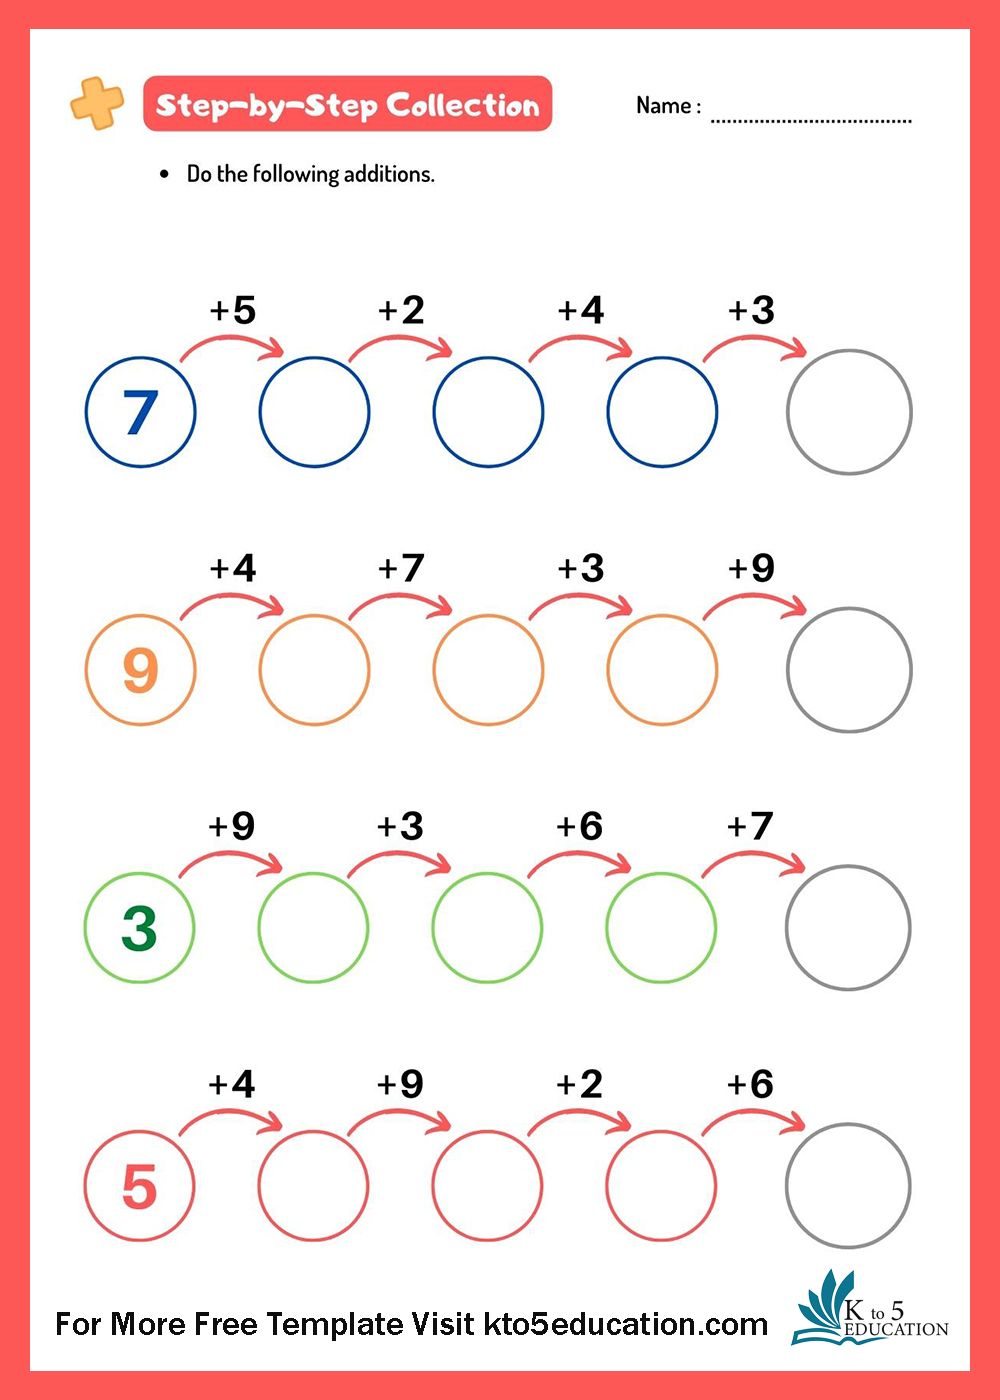 Step-by-Step Collection
Name : ......................................
• Do the following additions.
+5 +2 +4 +3
7
+4 +7 +3 +9
9
+9 +3 +6 +7
3
+4 +9 +2 +6
5
For More Free Template Visit kto5education.com
K to 5
EDUCATION